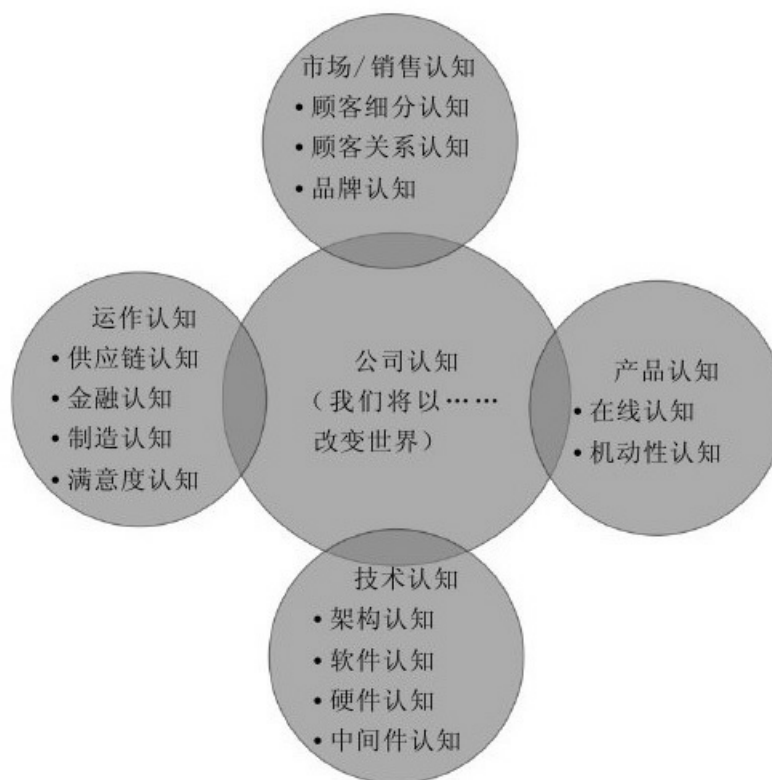 市场/销售认知
• 顾客细分认知
• 顾客关系认知
• 品牌认知
运作认知
• 供应链认知
• 金融认知
• 制造认知
• 满意度认知
公司认知
（我们将以……
改变世界）
产品认知
• 在线认知
• 机动性认知
技术认知
• 架构认知
• 软件认知
• 硬件认知
• 中间件认知